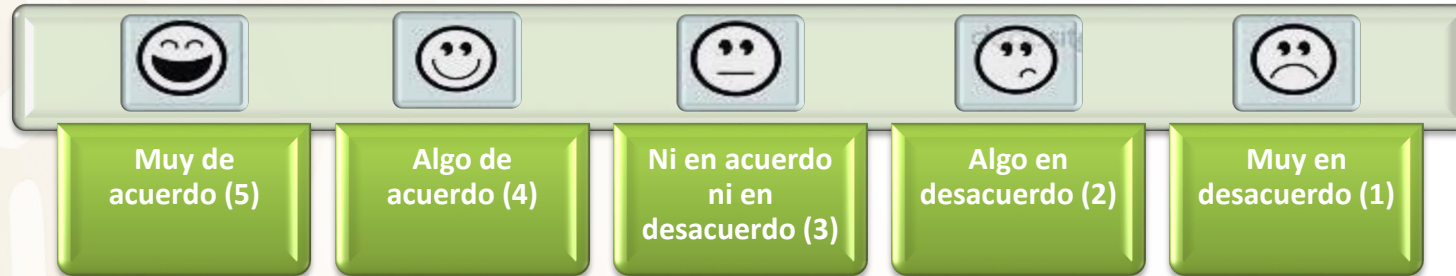 Muy de
acuerdo (5)
Algo de
acuerdo (4)
Ni en acuerdo
ni en
desacuerdo (3)
Algo en
desacuerdo (2)
Muy en
desacuerdo (1)